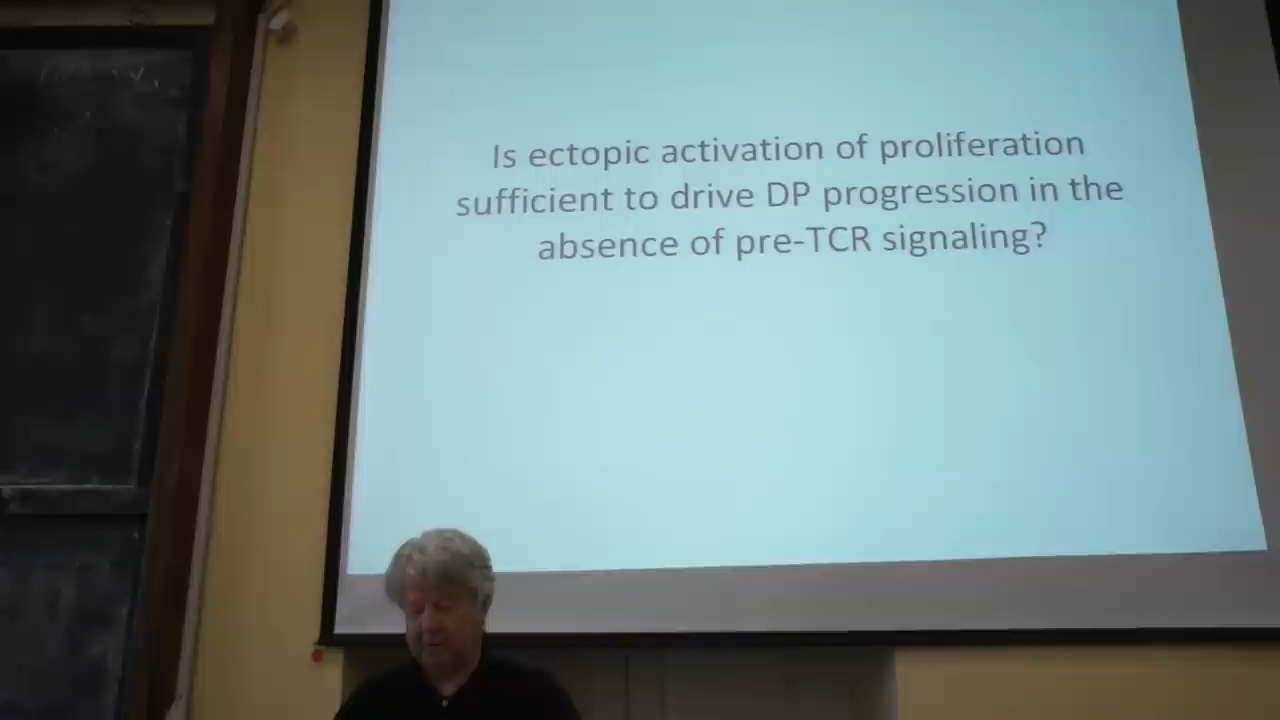 Is ectopic activation of proliferation
sufficient to drive DP progression in the
absence of pre-TCR signaling?